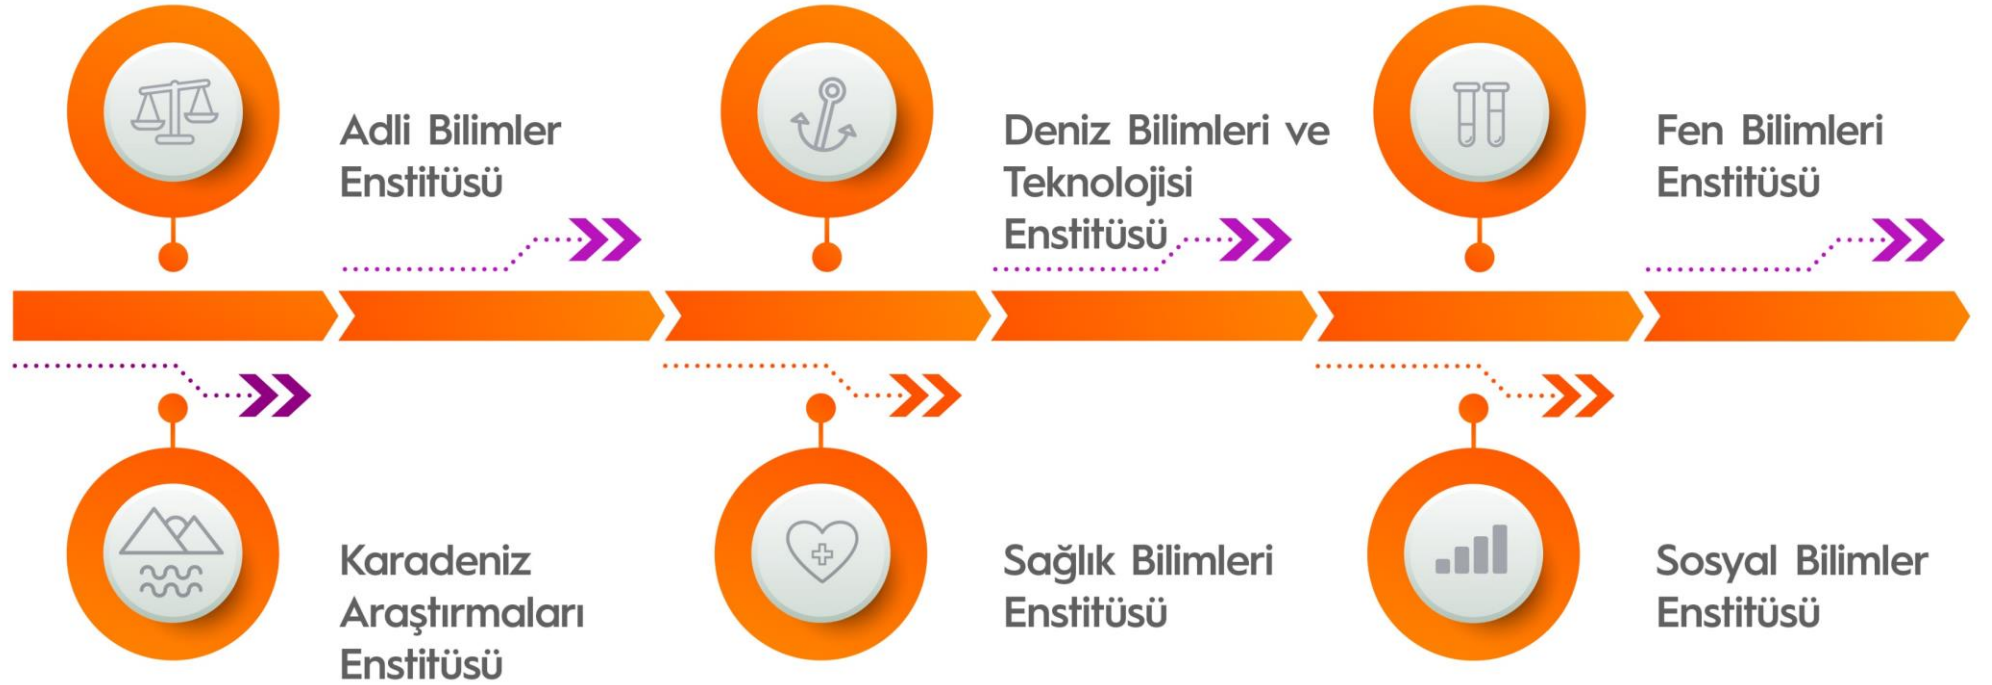 Adli Bilimler
Enstitüsü
Deniz Bilimleri ve
Teknolojisi
Enstitüsü
Fen Bilimleri
Enstitüsü
Karadeniz
Araştırmaları
Enstitüsü
Sağlık Bilimleri
Enstitüsü
Sosyal Bilimler
Enstitüsü